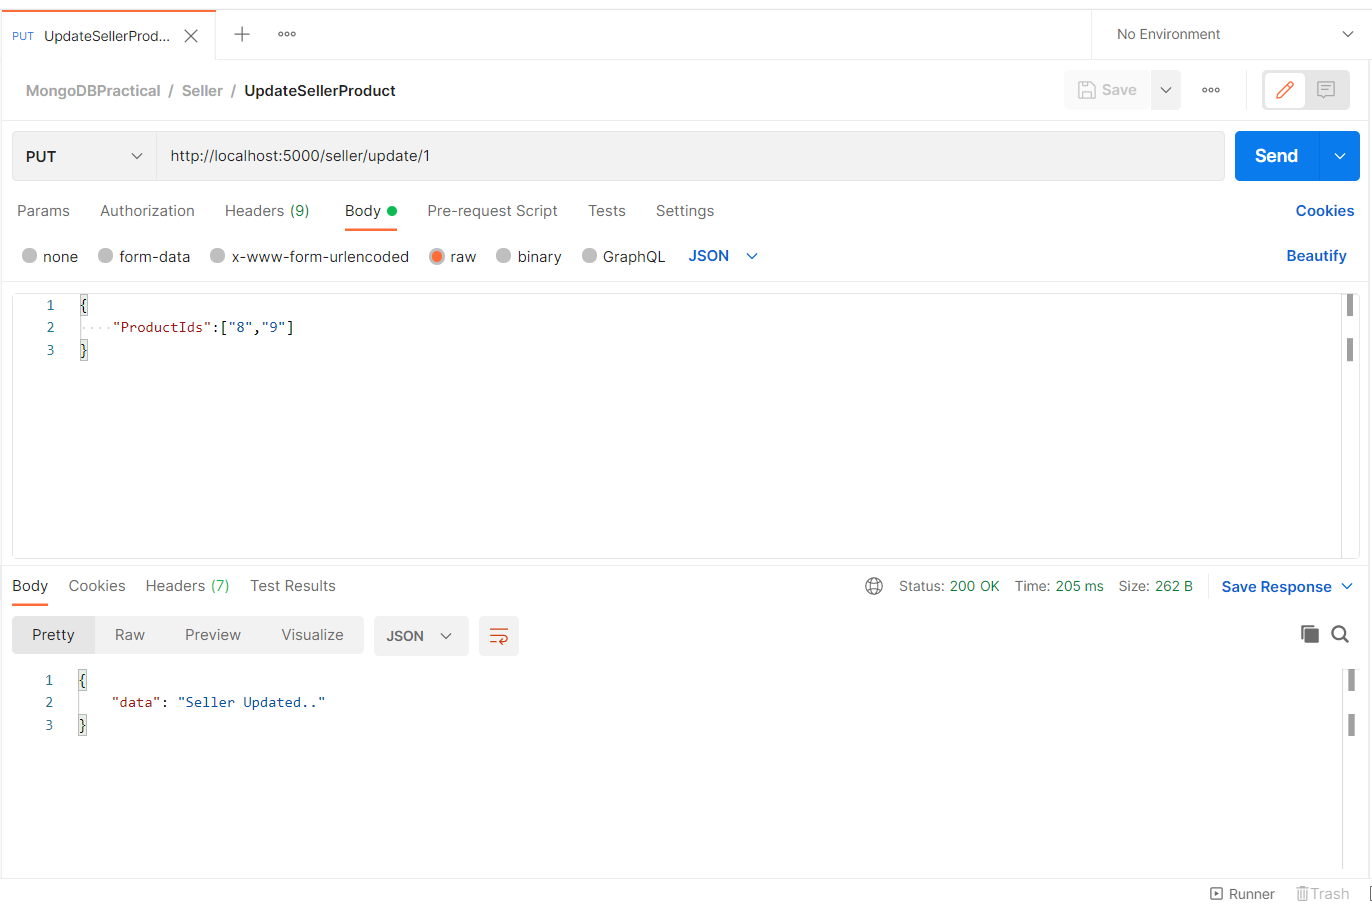 PUT UpdateSellerProd...
No Environment
MongoDBPractical / Seller / UpdateSellerProduct
Save
PUT
http://localhost:5000/seller/update/1
Send
Params Authorization Headers (9) Body Pre-request Script Tests Settings Cookies
none form-data x-www-form-urlencoded raw binary GraphQL JSON Beautify
1 {
2 ····"ProductIds":["8","9"]
3 }
Body Cookies Headers (7) Test Results Status: 200 OK Time: 205 ms Size: 262 B Save Response
Pretty Raw Preview Visualize JSON
1 {
2 "data": "Seller Updated.."
3 }
Runner Trash